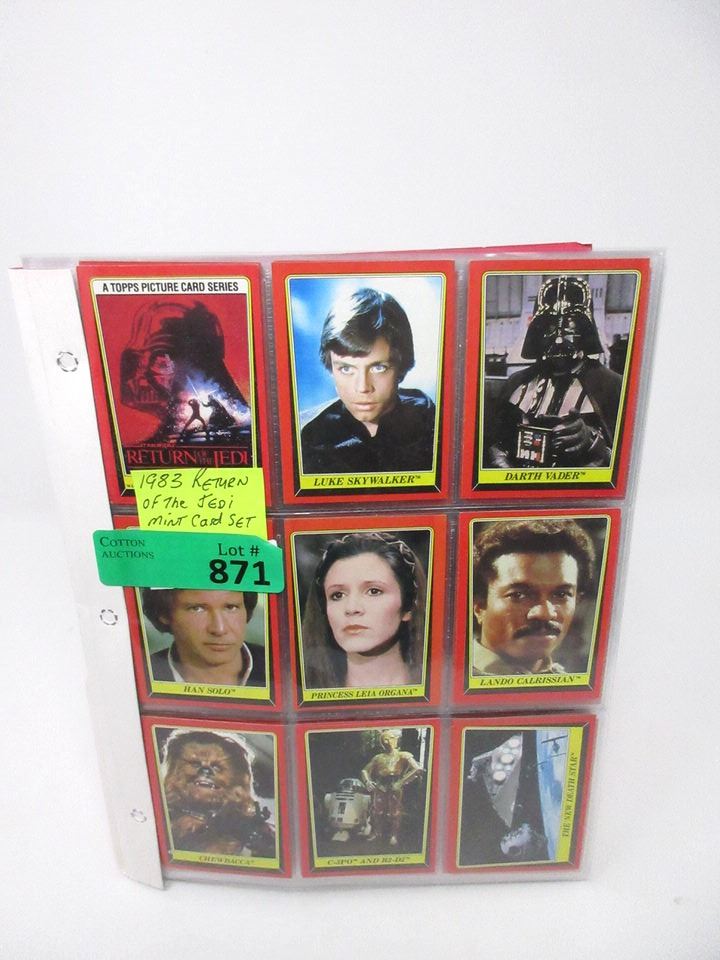 A TOPPS PICTURE CARD SERIES
RETURN OF THE JEDI
LUKE SKYWALKER™
DARTH VADER™
1983 RETURN
OF The JEDI
MINT Card SET
COTTON
AUCTIONS
Lot #
871
HAN SOLO™
PRINCESS LEIA ORGANA™
LANDO CALRISSIAN™
CHEWBACCA™
C-3PO™ AND R2-D2™
THE NEW DEATH STAR™